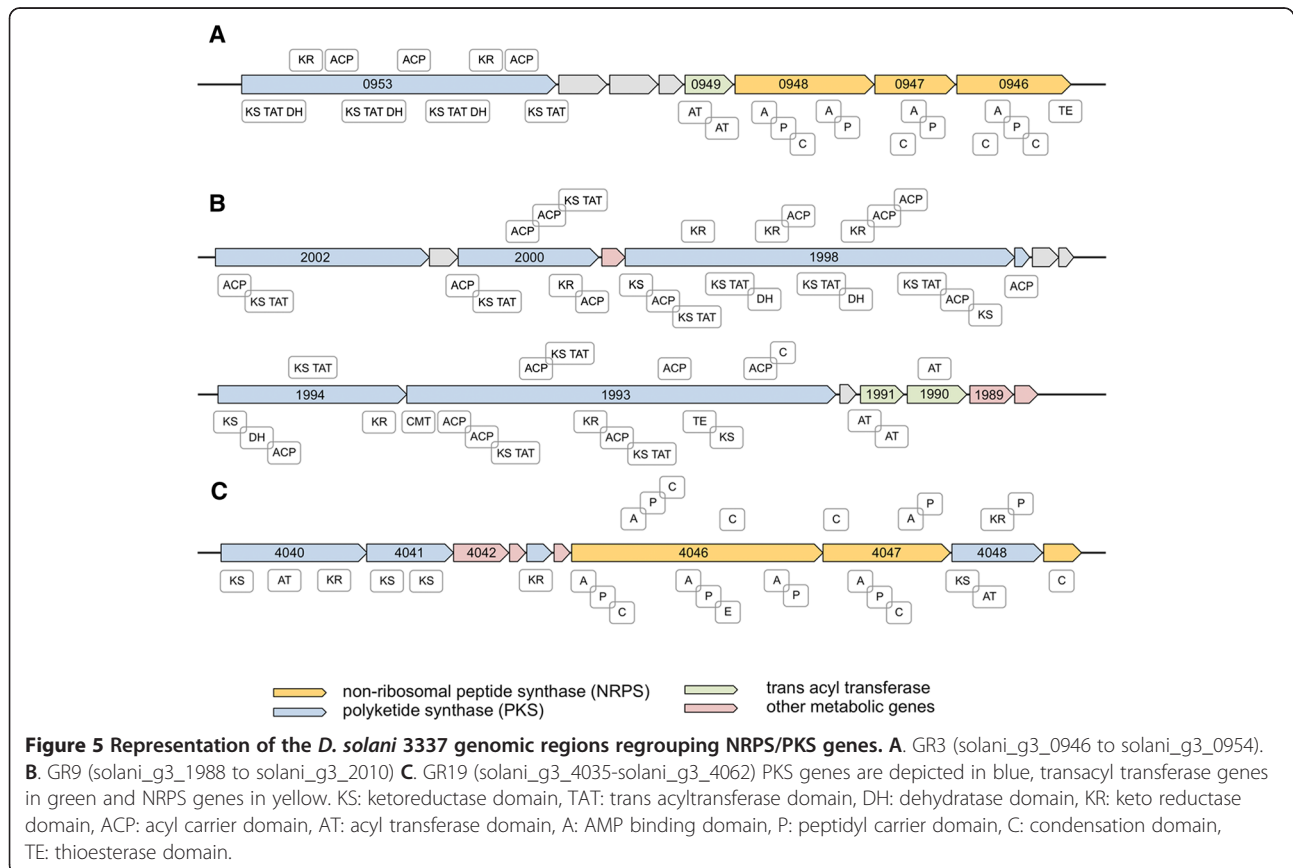 A
KR ACP ACP KR ACP
0953 0949 0948 0947 0946
KS TAT DH KS TAT DH KS TAT DH KS TAT AT A A A A TE
AT P P P P
C C C C
B
KS TAT ACP
ACP ACP
ACP KR KR KR
2002 2000 1998
ACP ACP KR KS KS TAT KS TAT KS TAT ACP
KS TAT KS TAT ACP ACP DH DH ACP
KS TAT KS
KS TAT C
KS TAT ACP ACP ACP AT
1994 1993 1991 1990 1989
KS KR CMT ACP KR TE AT
DH ACP ACP KS AT
ACP KS TAT KS TAT
C
C
P P P
A C C A KR
4040 4041 4042 4046 4047 4048
KS AT KR KS KS KR A A A A KS C
P P P P AT
C E C
non-ribosomal peptide synthase (NRPS) trans acyl transferase
polyketide synthase (PKS) other metabolic genes
Figure 5 Representation of the D. solani 3337 genomic regions regrouping NRPS/PKS genes. A. GR3 (solani_g3_0946 to solani_g3_0954).
B. GR9 (solani_g3_1988 to solani_g3_2010) C. GR19 (solani_g3_4035-solani_g3_4062) PKS genes are depicted in blue, transacyl transferase genes
in green and NRPS genes in yellow. KS: ketoreductase domain, TAT: trans acyltransferase domain, DH: dehydratase domain, KR: keto reductase
domain, ACP: acyl carrier domain, AT: acyl transferase domain, A: AMP binding domain, P: peptidyl carrier domain, C: condensation domain,
TE: thioesterase domain.